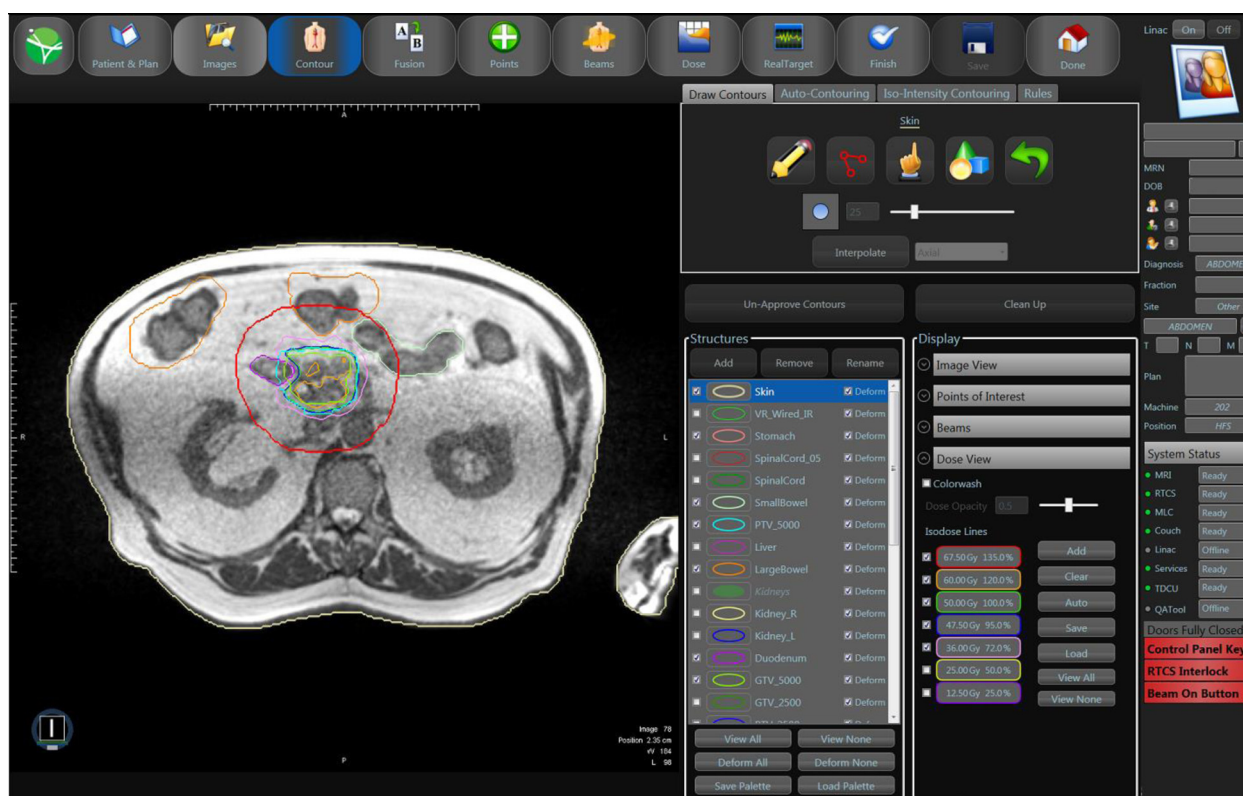 Patient & Plan
Images
Contour
A B
Fusion
Points
Beams
Dose
RealTarget
Finish
Save
Done
Linac On Off
Draw Contours Auto-Contouring Iso-Intensity Contouring Rules
Skin
25
Interpolate Axial
Un-Approve Contours Clean Up
Structures
Add Remove Rename
Skin Deform
VR_Wired_IR Deform
Stomach Deform
SpinalCord_05 Deform
SpinalCord Deform
SmallBowel Deform
PTV_5000 Deform
Liver Deform
LargeBowel Deform
Kidneys Deform
Kidney_R Deform
Kidney_L Deform
Duodenum Deform
GTV_5000 Deform
GTV_2500 Deform
View All View None
Deform All Deform None
Save Palette Load Palette
Display
Image View
Points of Interest
Beams
Dose View
Colorwash
Dose Opacity 0.5
Isodose Lines
67.50 Gy 135.0 %
60.00 Gy 120.0 %
50.00 Gy 100.0 %
47.50 Gy 95.0 %
36.00 Gy 72.0 %
25.00 Gy 50.0 %
12.50 Gy 25.0 %
Add
Clear
Auto
Save
Load
View All
View None
MRN
DOB
Diagnosis ABDOME
Fraction
Site Other
ABDOMEN
T N M
Plan
Machine 202
Position HFS
System Status
MRI Ready
RTCS Ready
MLC Ready
Couch Ready
Linac Offline
Services Ready
TDCU Ready
QATool Offline
Doors Fully Closed
Control Panel Key
RTCS Interlock
Beam On Button
A
R
L
P
I
Image 78
Position 2.35 cm
W 184
L 98